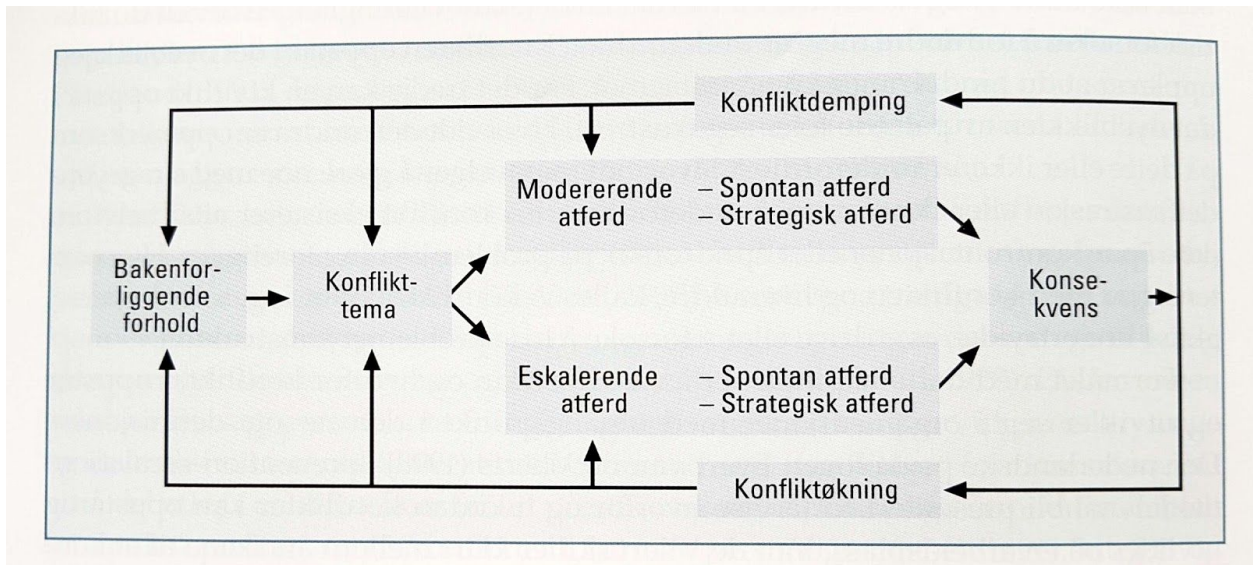 Konfliktdemping
Modererende – Spontan atferd
atferd – Strategisk atferd
Bakenfor-
liggende
forhold
Konflikt-
tema
Konse-
kvens
Eskalerende – Spontan atferd
atferd – Strategisk atferd
Konfliktøkning